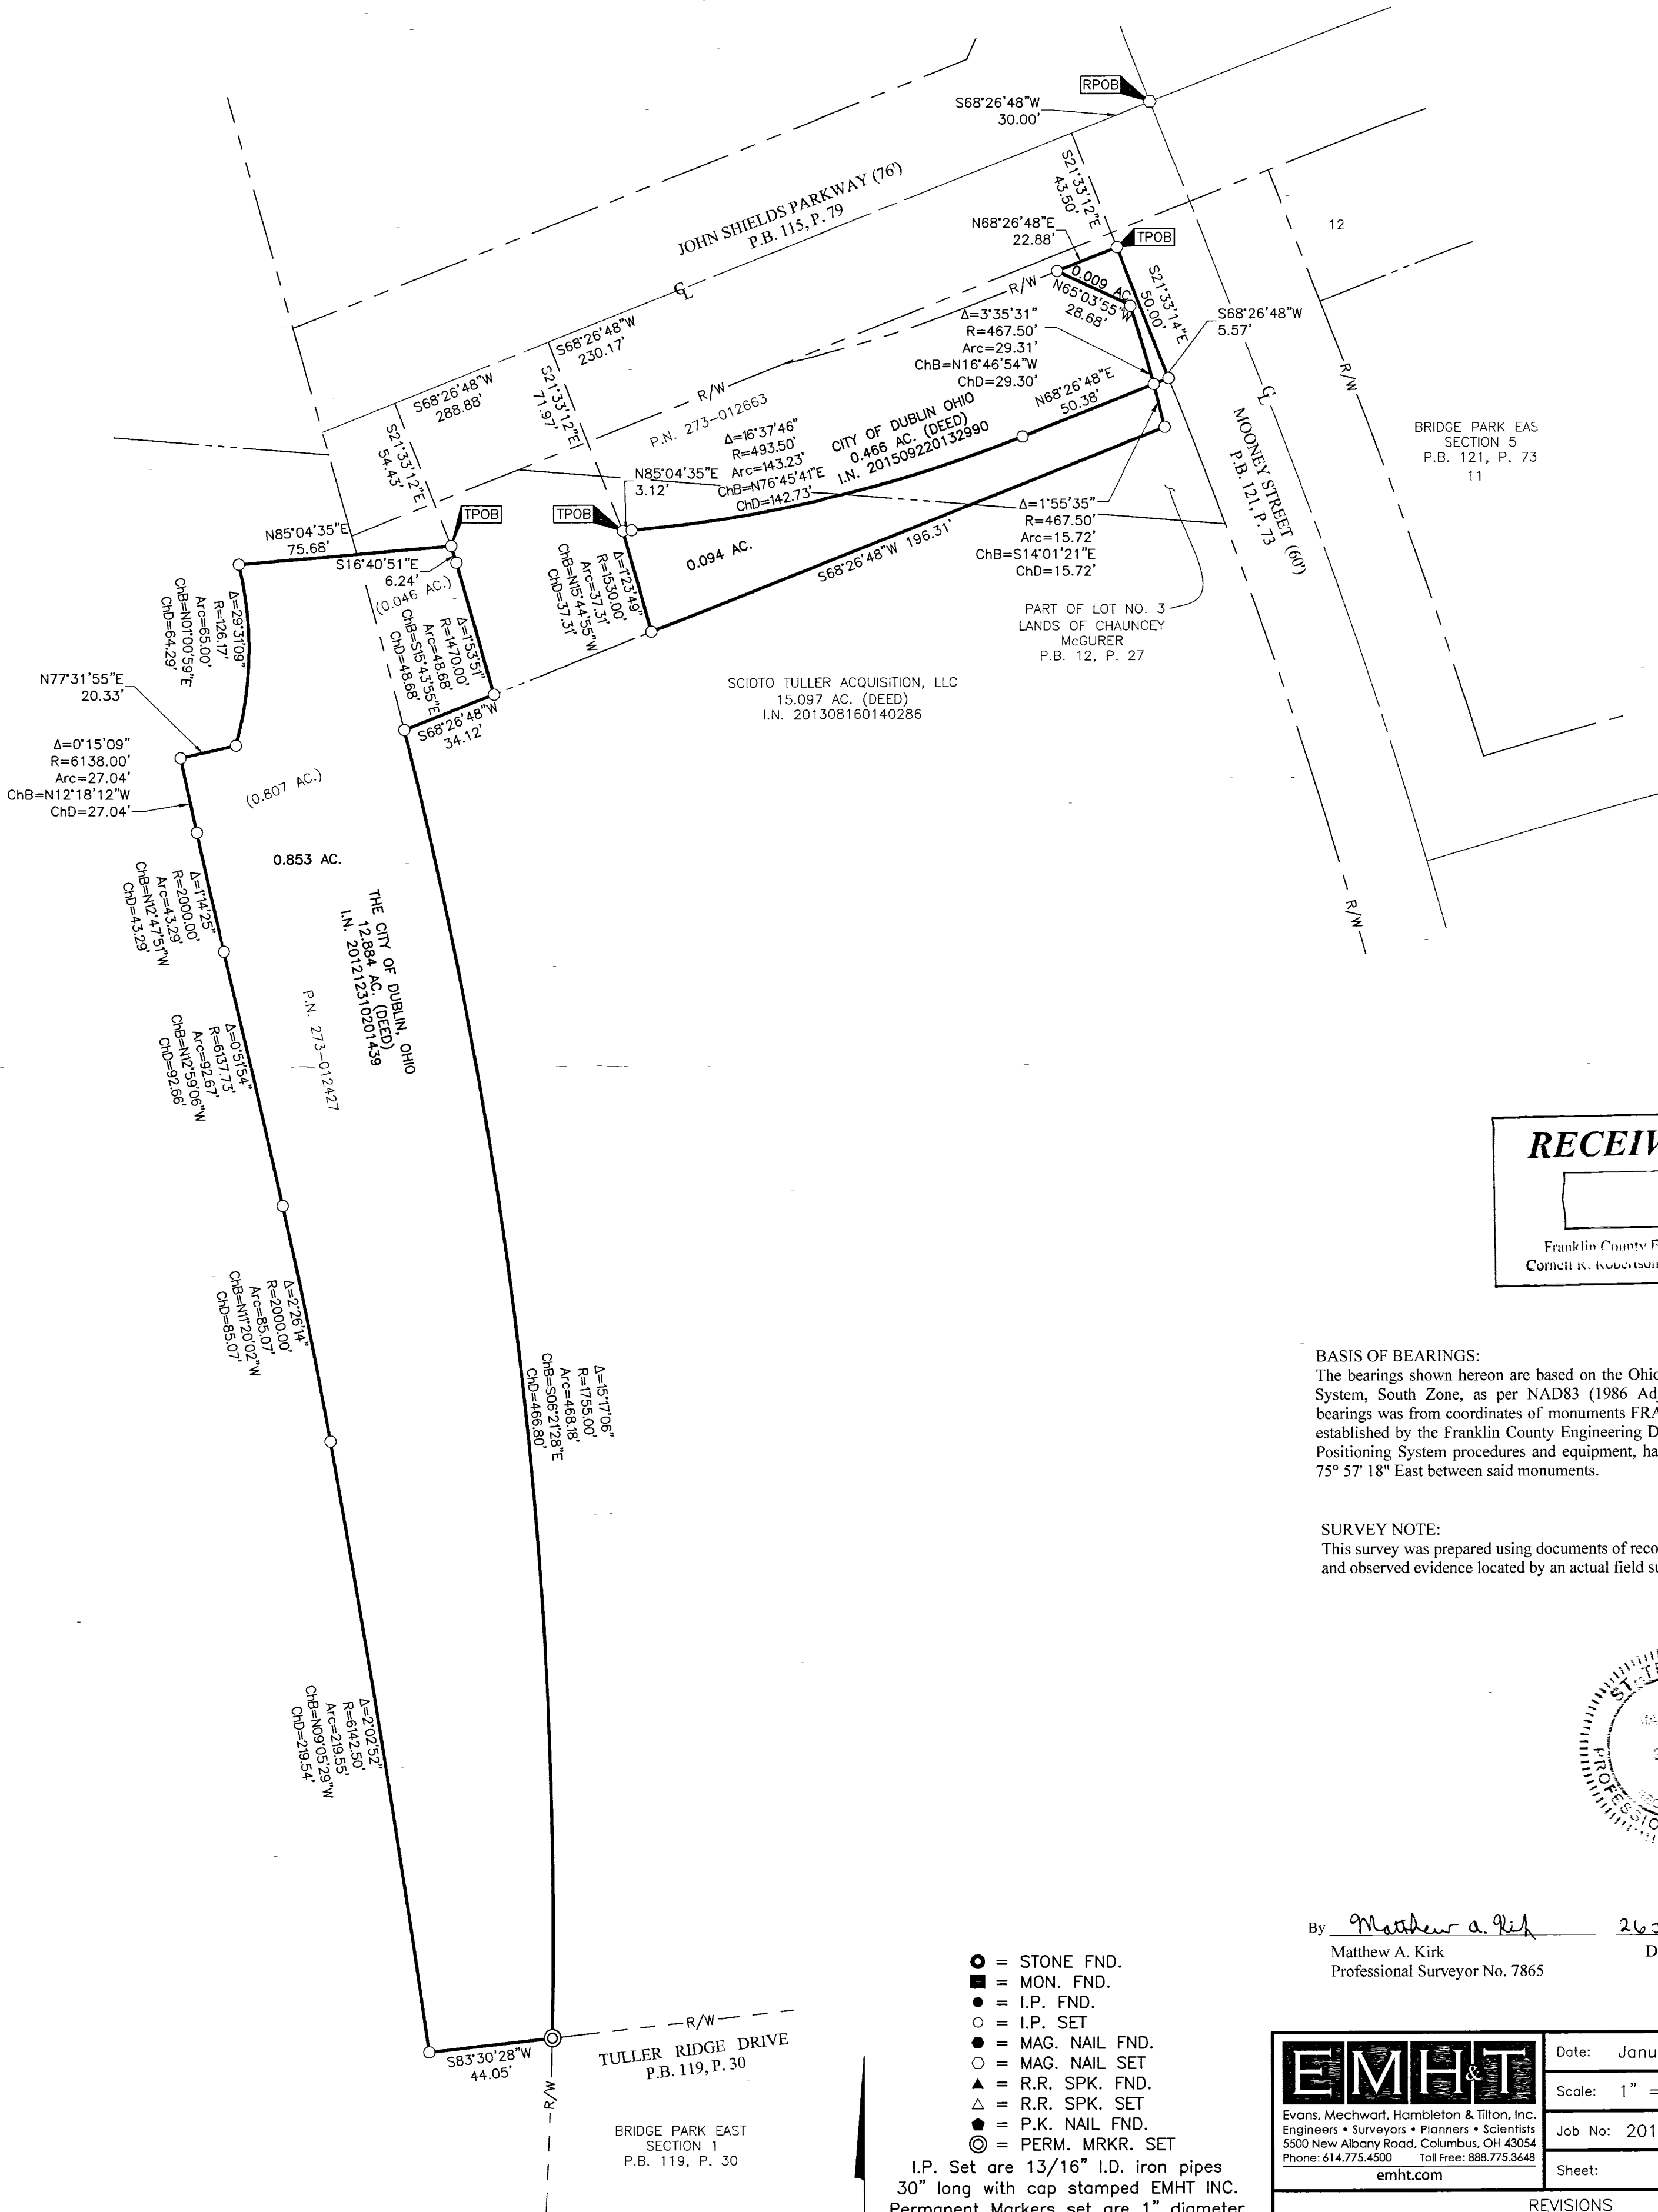 RPOB
S68°26'48"W
30.00'
S21°33'12"E
43.50'
JOHN SHIELDS PARKWAY (76')
P.B. 115, P. 79
N68°26'48"E
22.88'
TPOB
12
0.009 AC.
N65°03'55"W
28.68'
S21°33'14"E
50.00'
S68°26'48"W
5.57'
R/W
Δ=3°35'31"
R=467.50'
Arc=29.31'
ChB=N16°46'54"W
ChD=29.30'
℄
S68°26'48"W
230.17'
S68°26'48"W
288.88'
S21°33'12"E
71.97'
S21°33'12"E
54.43'
R/W
P.N. 273-012663
N68°26'48"E
50.38'
CITY OF DUBLIN OHIO
0.466 AC. (DEED)
I.N. 201509220132990
Δ=16°37'46"
R=493.50'
Arc=143.23'
ChB=N76°45'41"E
ChD=142.73'
N85°04'35"E
3.12'
℄
MOONEY STREET (60')
P.B. 121, P. 73
R/W
BRIDGE PARK EAS
SECTION 5
P.B. 121, P. 73
11
TPOB
TPOB
N85°04'35"E
75.68'
S16°40'51"E
6.24'
(0.046 AC.)
Δ=1°23'49"
R=1530.00'
Arc=37.31'
ChB=N15°44'55"W
ChD=37.31'
0.094 AC.
S68°26'48"W 196.31'
Δ=1°55'35"
R=467.50'
Arc=15.72'
ChB=S14°01'21"E
ChD=15.72'
PART OF LOT NO. 3
LANDS OF CHAUNCEY
McGURER
P.B. 12, P. 27
Δ=29°31'09"
R=126.17'
Arc=65.00'
ChB=N01°00'59"E
ChD=64.29'
Δ=1°53'51"
R=1470.00'
Arc=48.68'
ChB=S15°43'55"E
ChD=48.68'
S68°26'48"W
34.12'
SCIOTO TULLER ACQUISITION, LLC
15.097 AC. (DEED)
I.N. 201308160140286
N77°31'55"E
20.33'
Δ=0°15'09"
R=6138.00'
Arc=27.04'
ChB=N12°18'12"W
ChD=27.04'
(0.807 AC.)
0.853 AC.
R/W
Δ=1°14'25"
R=2000.00'
Arc=43.29'
ChB=N12°47'51"W
ChD=43.29'
THE CITY OF DUBLIN, OHIO
12.884 AC. (DEED)
I.N. 201212310201439
P.N. 273-012427
Δ=0°51'54"
R=6137.73'
Arc=92.67'
ChB=N12°59'06"W
ChD=92.66'
RECEIV
Franklin County E
Cornell R. Robertson
Δ=2°26'14"
R=2000.00'
Arc=85.07'
ChB=N11°20'02"W
ChD=85.07'
Δ=15°17'06"
R=1755.00'
Arc=468.18'
ChB=S06°21'28"E
ChD=466.80'
BASIS OF BEARINGS:
The bearings shown hereon are based on the Ohio
System, South Zone, as per NAD83 (1986 Adj
bearings was from coordinates of monuments FRA
established by the Franklin County Engineering D
Positioning System procedures and equipment, ha
75° 57' 18" East between said monuments.
SURVEY NOTE:
This survey was prepared using documents of reco
and observed evidence located by an actual field su
Δ=2°02'52"
R=6142.50'
Arc=219.55'
ChB=N09°05'29"W
ChD=219.54'
PROFESSIO
By Matthew A. Kirk 26
Matthew A. Kirk D
Professional Surveyor No. 7865
S83°30'28"W
44.05'
R/W
TULLER RIDGE DRIVE
P.B. 119, P. 30
R/W
BRIDGE PARK EAST
SECTION 1
P.B. 119, P. 30
= STONE FND.
= MON. FND.
= I.P. FND.
= I.P. SET
= MAG. NAIL FND.
= MAG. NAIL SET
= R.R. SPK. FND.
= R.R. SPK. SET
= P.K. NAIL FND.
= PERM. MRKR. SET
I.P. Set are 13/16" I.D. iron pipes
30" long with cap stamped EMHT INC.
Permanent Markers set are 1" diameter
EMH&T
Evans, Mechwart, Hambleton & Tilton, Inc.
Engineers • Surveyors • Planners • Scientists
5500 New Albany Road, Columbus, OH 43054
Phone: 614.775.4500 Toll Free: 888.775.3648
emht.com
Date: Janu
Scale: 1" =
Job No: 201
Sheet:
REVISIONS